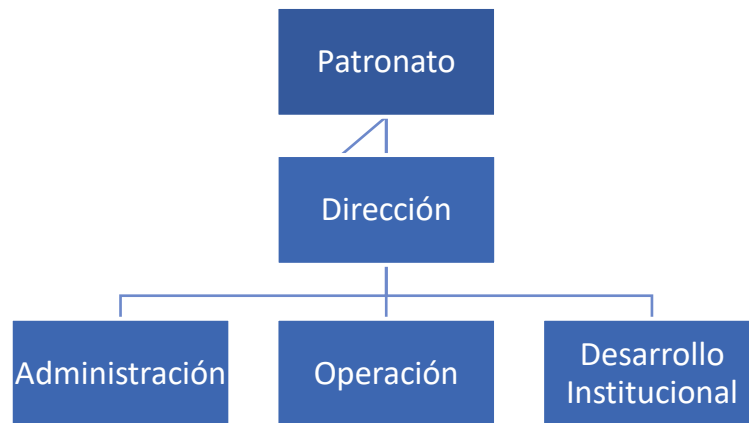 Patronato
Dirección
Administración
Operación
Desarrollo
Institucional